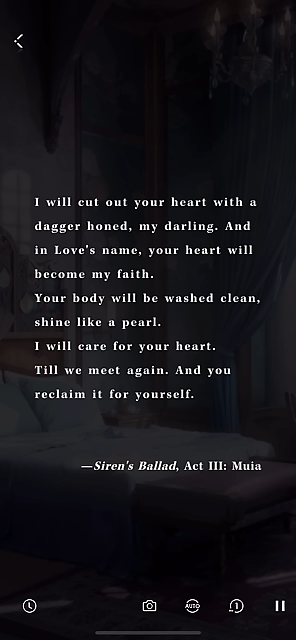 I will cut out your heart with a
dagger honed, my darling. And
in Love's name, your heart will
become my faith.
Your body will be washed clean,
shine like a pearl.
I will care for your heart.
Till we meet again. And you
reclaim it for yourself.
—Siren's Ballad, Act III: Muia
AUTO
1